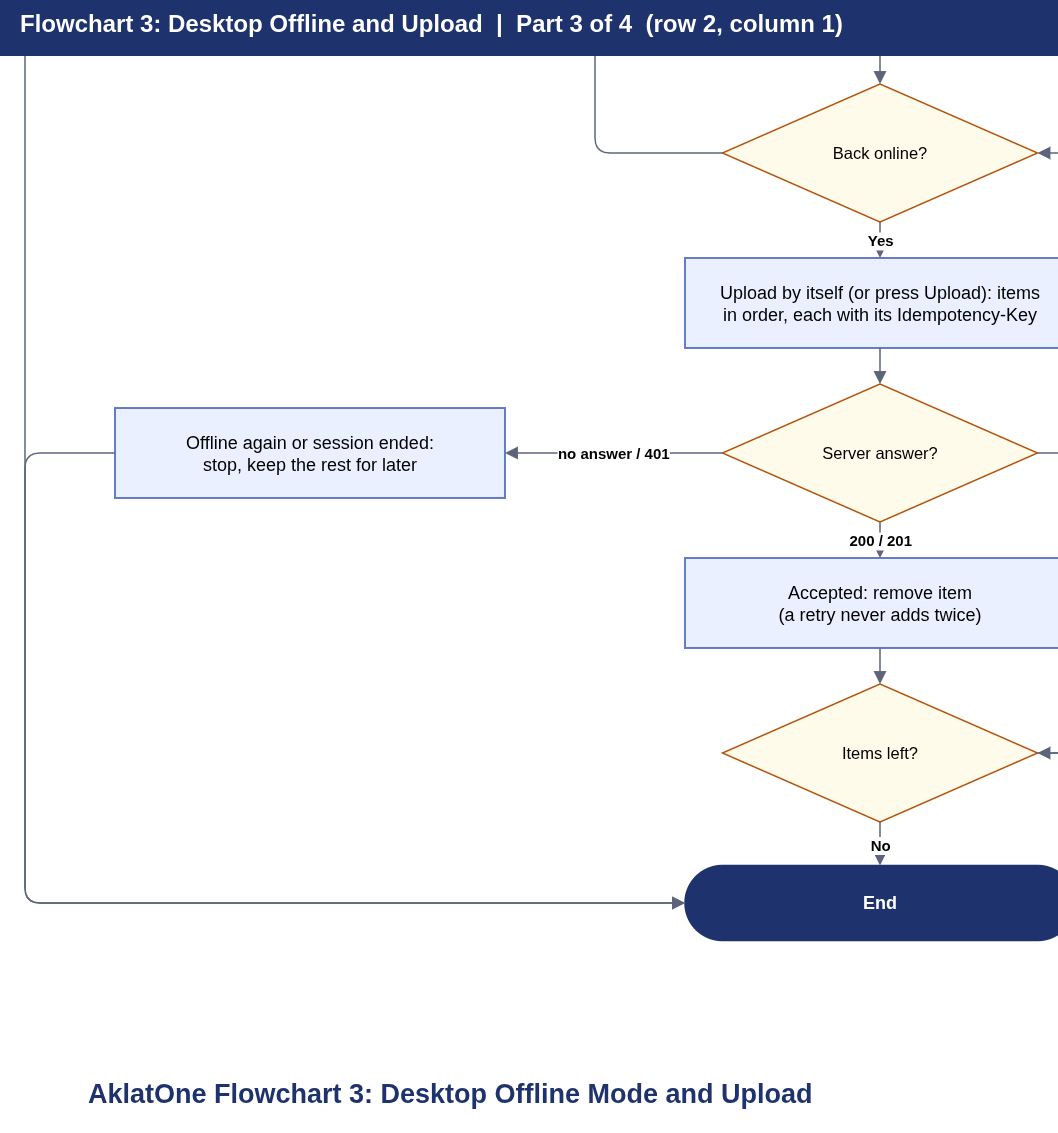 Flowchart 3: Desktop Offline and Upload | Part 3 of 4 (row 2, column 1)
Back online?
Yes
Upload by itself (or press Upload): items
in order, each with its Idempotency-Key
Offline again or session ended:
stop, keep the rest for later
no answer / 401
Server answer?
200 / 201
Accepted: remove item
(a retry never adds twice)
Items left?
No
End
AklatOne Flowchart 3: Desktop Offline Mode and Upload